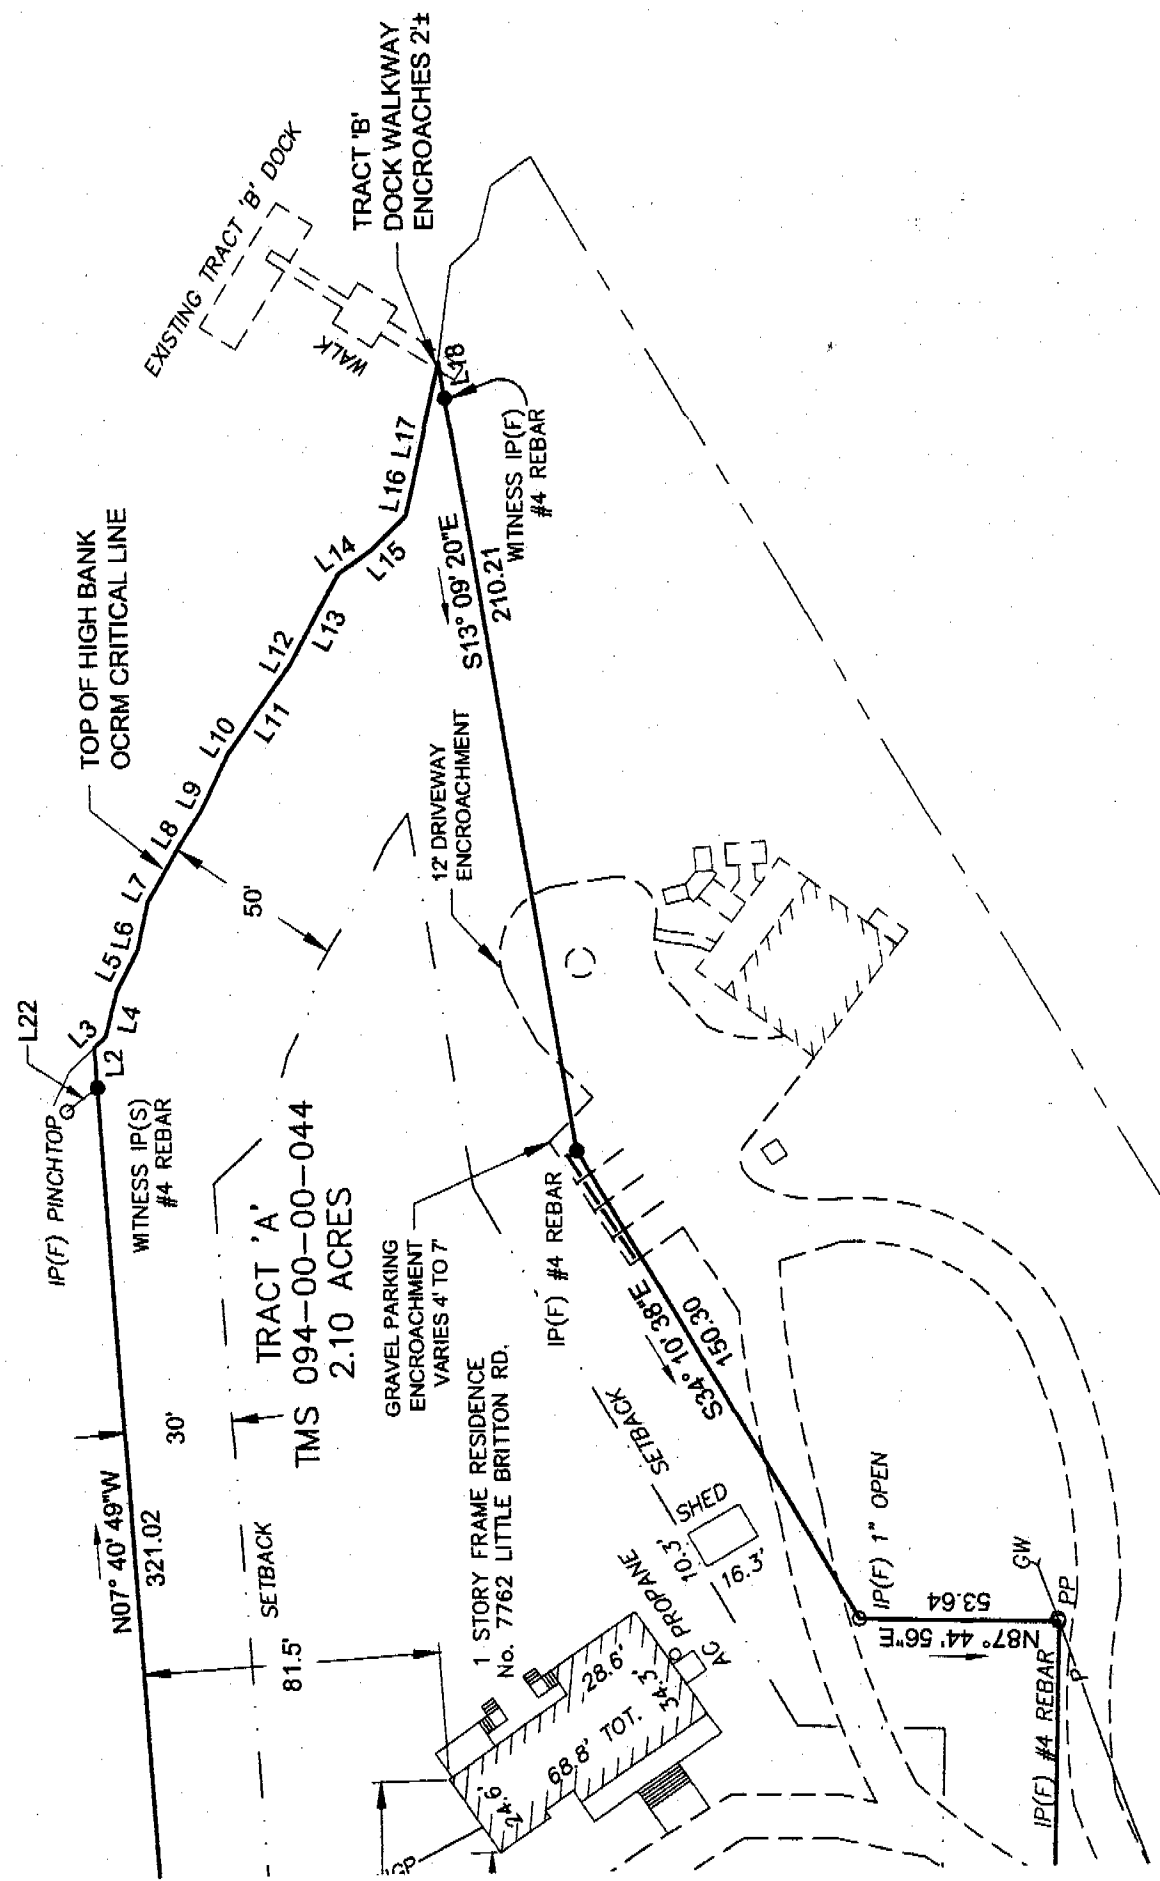 EXISTING TRACT 'B' DOCK
WALK
TRACT 'B'
DOCK WALKWAY
ENCROACHES 2'±
L18
WITNESS IP(F)
#4 REBAR
L17
L16
L15
L14
L13
L12
L11
L10
L9
L8
L7
L6
L5
L4
L3
L2
L22
TOP OF HIGH BANK
OCRM CRITICAL LINE
50'
S13° 09' 20"E
210.21
12' DRIVEWAY
ENCROACHMENT
IP(F) PINCHTOP
WITNESS IP(S)
#4 REBAR
TRACT 'A'
TMS 094-00-00-044
2.10 ACRES
GRAVEL PARKING
ENCROACHMENT
VARIES 4' TO 7'
IP(F) #4 REBAR
S34° 10' 38"E
150.30
30'
N07° 40' 49"W
321.02
SETBACK
81.5'
1 STORY FRAME RESIDENCE
No. 7762 LITTLE BRITTON RD.
SETBACK
SHED
10.3'
16.3'
PROPANE
AC
28.6'
34.3'
68.8' TOT.
24.6'
IP(F) 1" OPEN
53.64
N87° 44' 56"E
GW
PP
P
IP(F) #4 REBAR